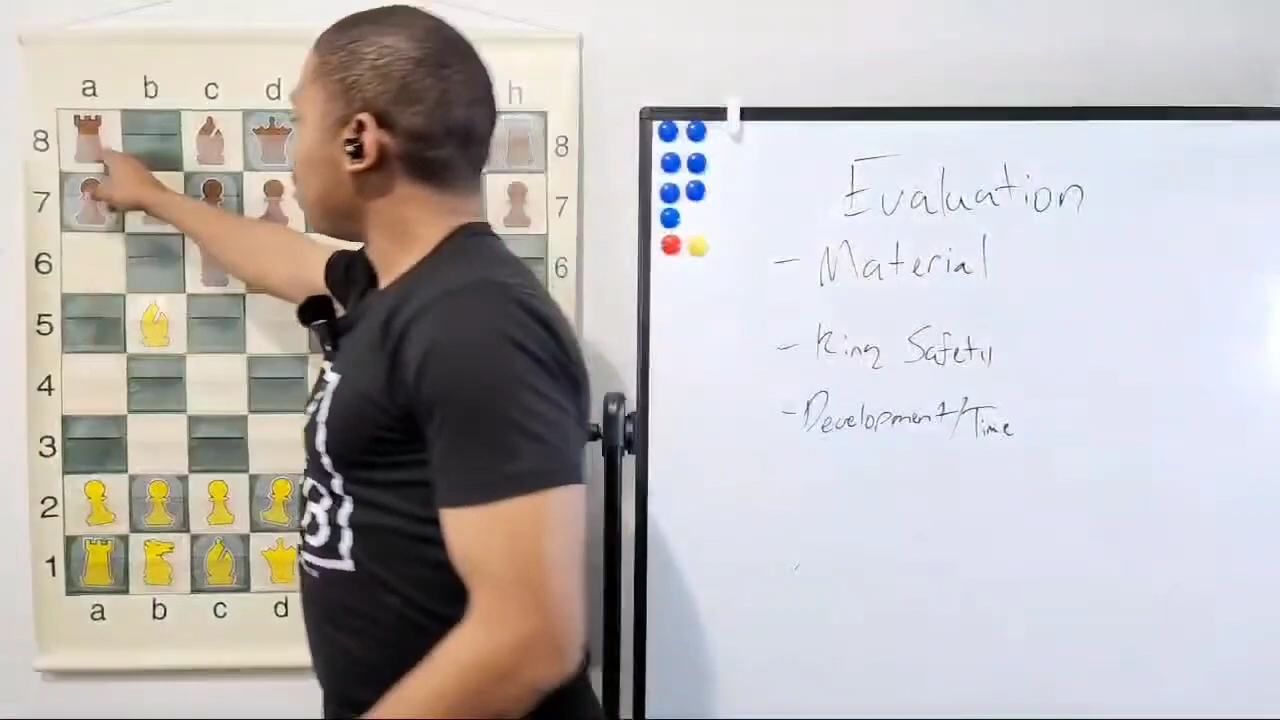 a b c d h
8 8
7 7
6 6
5
4
3
2
1
a b c d
B
Evaluation
- Material
- King Safety
- Development/Time